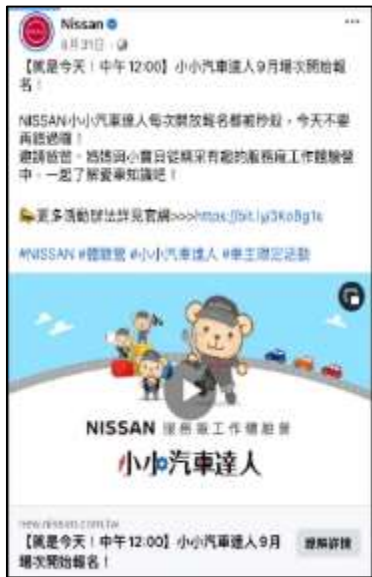 Nissan
8月31日
【就是今天！中午12:00】小小汽車達人9月場次開始報
名！
NISSAN小小汽車達人每次開放報名都被秒殺，今天不要
再錯過囉！
邀請爸爸、媽媽與小寶貝從精采有趣的服務廠工作體驗營
中，一起了解愛車知識吧！
更多活動辦法詳見官網>>>https://bit.ly/3KoBg1s
#NISSAN #體驗營 #小小汽車達人 #車主限定活動
NISSAN 服務廠工作體驗營
小小汽車達人
new.nissan.com.tw
【就是今天！中午12:00】小小汽車達人9月
場次開始報名！
瞭解詳情